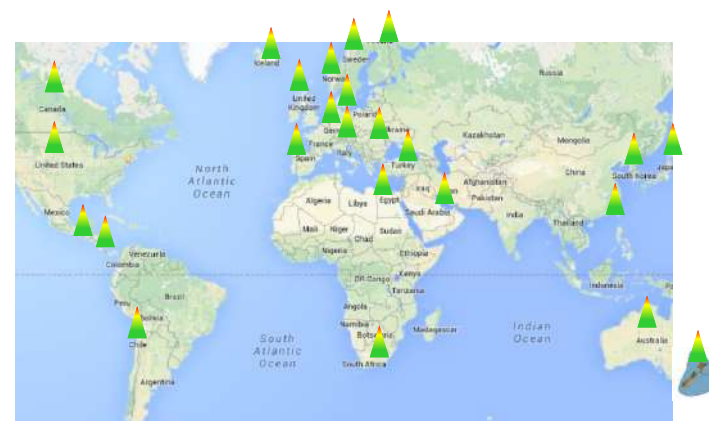 Iceland
Sweden
Norway
Russia
Canada
United
Kingdom
Poland
Ukraine
France
Kazakhstan
Mongolia
United States
Spain
Italy
Turkey
China
South Korea
North
Atlantic
Ocean
Iraq
Afghanistan
Pakistan
Algeria
Libya
Egypt
Saudi Arabia
Mexico
India
Thailand
Mali
Niger
Chad
Sudan
Nigeria
Ethiopia
Venezuela
Colombia
DR Congo
Kenya
Indonesia
Tanzania
Brazil
Peru
Angola
Bolivia
Namibia
Madagascar
South
Atlantic
Ocean
Indian
Ocean
Chile
Australia
South Africa
Argentina